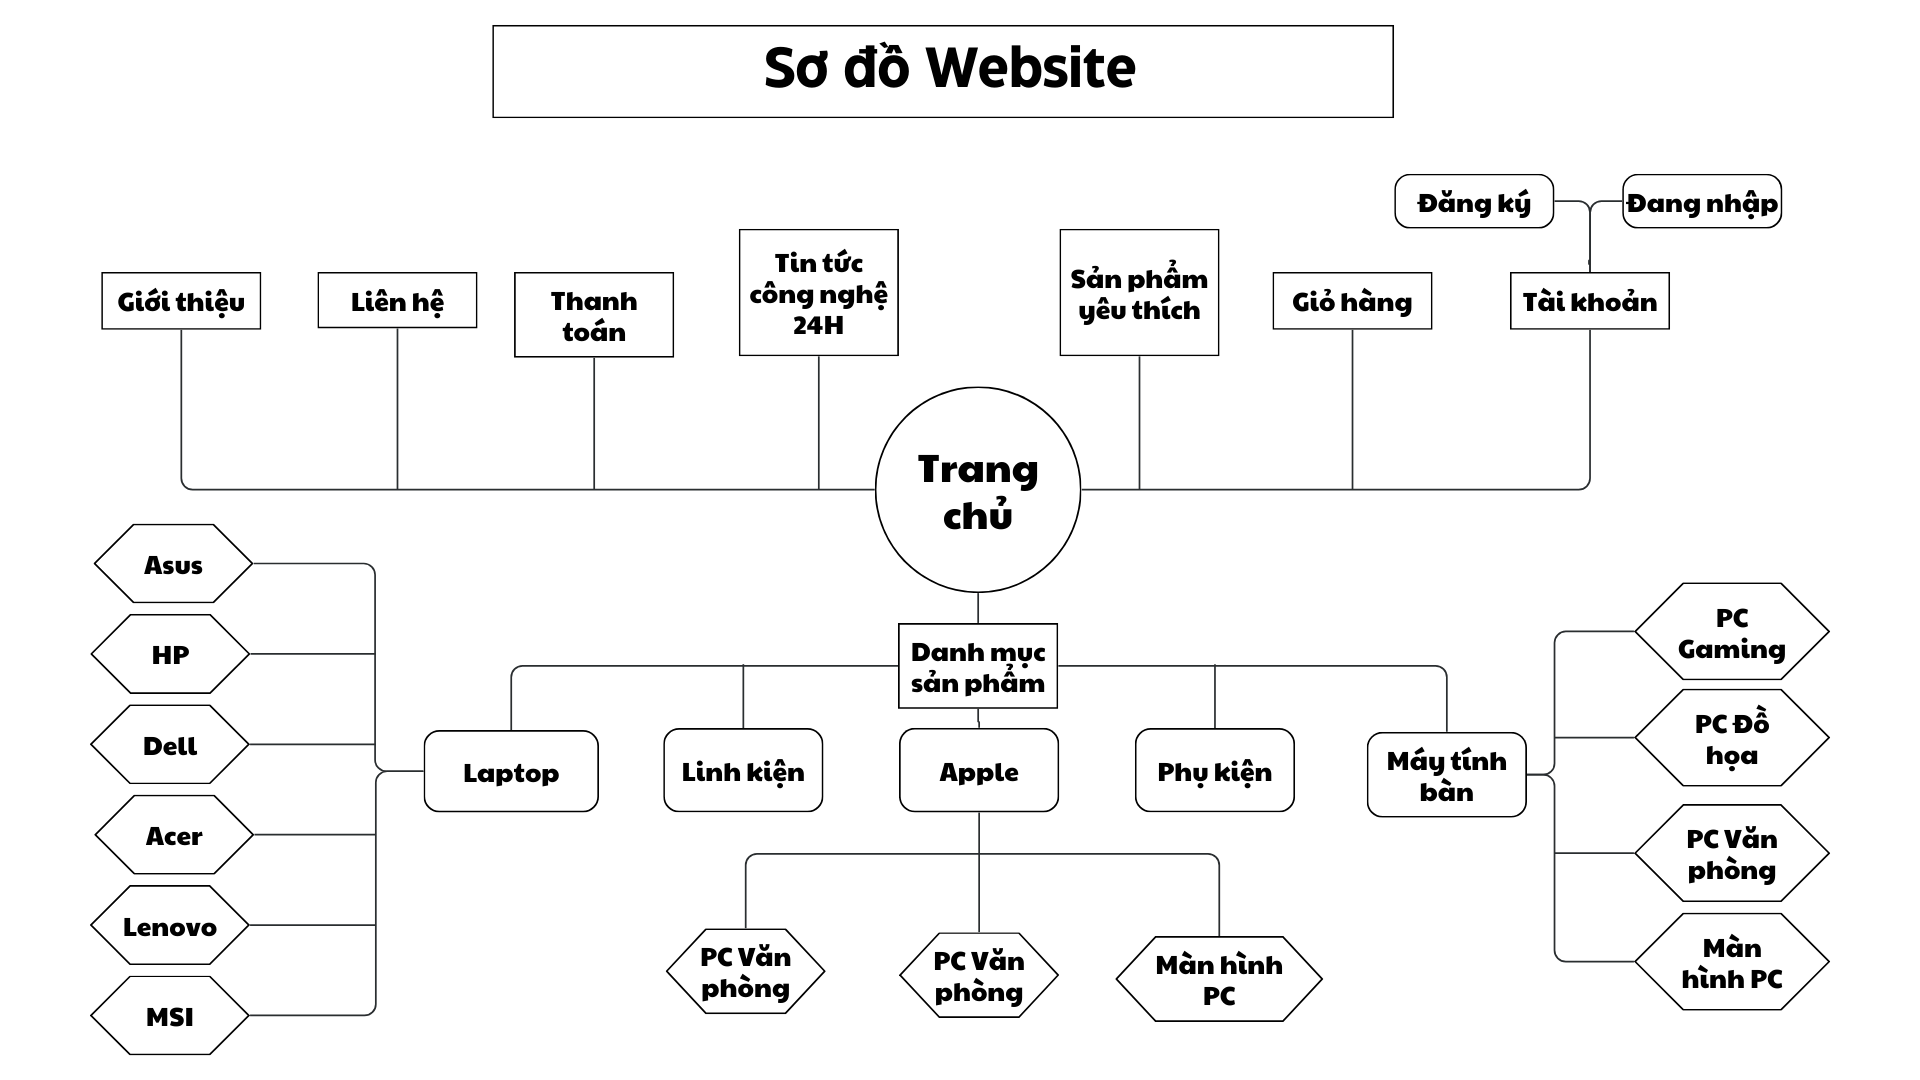 Sơ đồ Website
Đăng ký
Đang nhập
Giới thiệu
Liên hệ
Thanh
toán
Tin tức
công nghệ
24H
Sản phẩm
yêu thích
Giỏ hàng
Tài khoản
Trang
chủ
Danh mục
sản phẩm
Laptop
Linh kiện
Apple
Phụ kiện
Máy tính
bàn
Asus
HP
Dell
Acer
Lenovo
MSI
PC Văn
phòng
PC Văn
phòng
Màn hình
PC
PC
Gaming
PC Đồ
họa
PC Văn
phòng
Màn
hình PC